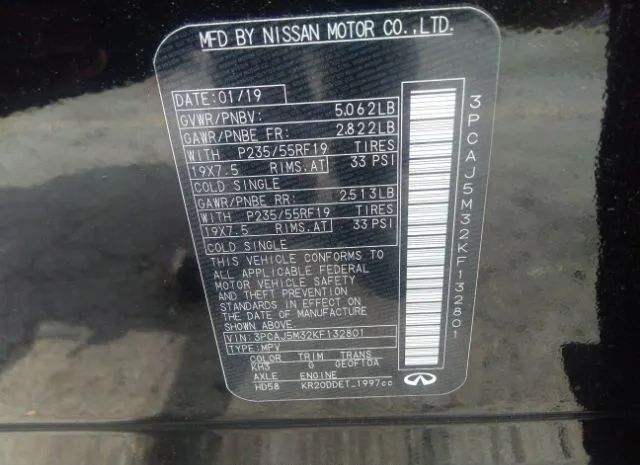 MFD BY NISSAN MOTOR CO.,LTD.
DATE:01/19
GVWR/PNBV: 5.062LB
GAWR/PNBE FR: 2.822LB
WITH P235/55RF19 TIRES
19X7.5 RIMS.AT 33 PSI
COLD SINGLE
GAWR/PNBE RR: 2.513LB
WITH P235/55RF19 TIRES
19X7.5 RIMS.AT 33 PSI
COLD SINGLE
THIS VEHICLE CONFORMS TO
ALL APPLICABLE FEDERAL
MOTOR VEHICLE SAFETY
AND THEFT PREVENTION
STANDARDS IN EFFECT ON
THE DATE OF MANUFACTURE
SHOWN ABOVE
VIN:3PCAJ5M32KF132801
TYPE:MPV
COLOR TRIM TRANS
KH3 G GE0F10A
AXLE ENGINE
HD58 KR20DDET 1997cc
3PCAJ5M32KF132801